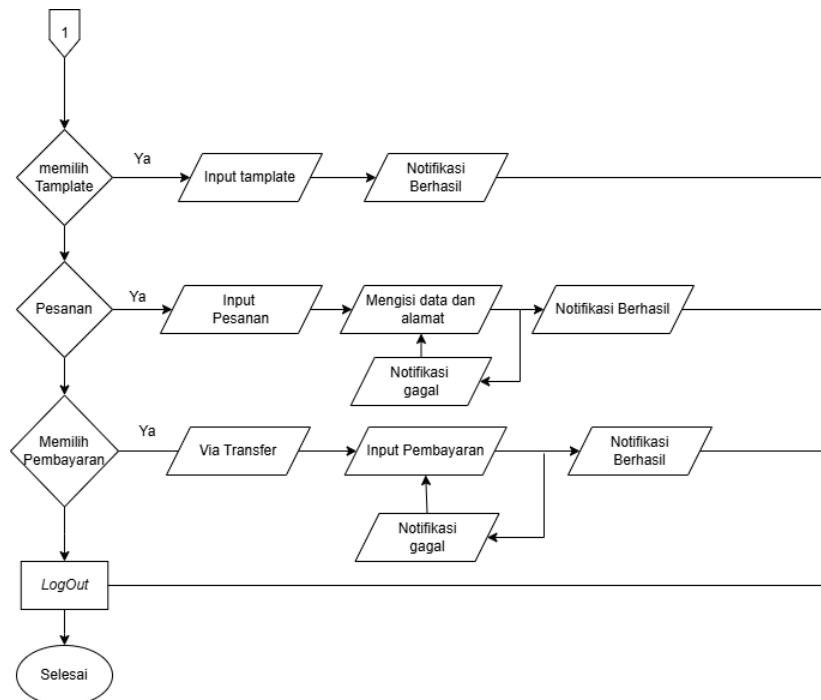 1
memilih
Tamplate
Ya
Input tamplate
Notifikasi
Berhasil
Pesanan
Ya
Input
Pesanan
Mengisi data dan
alamat
Notifikasi Berhasil
Notifikasi
gagal
Memilih
Pembayaran
Ya
Via Transfer
Input Pembayaran
Notifikasi
Berhasil
Notifikasi
gagal
LogOut
Selesai